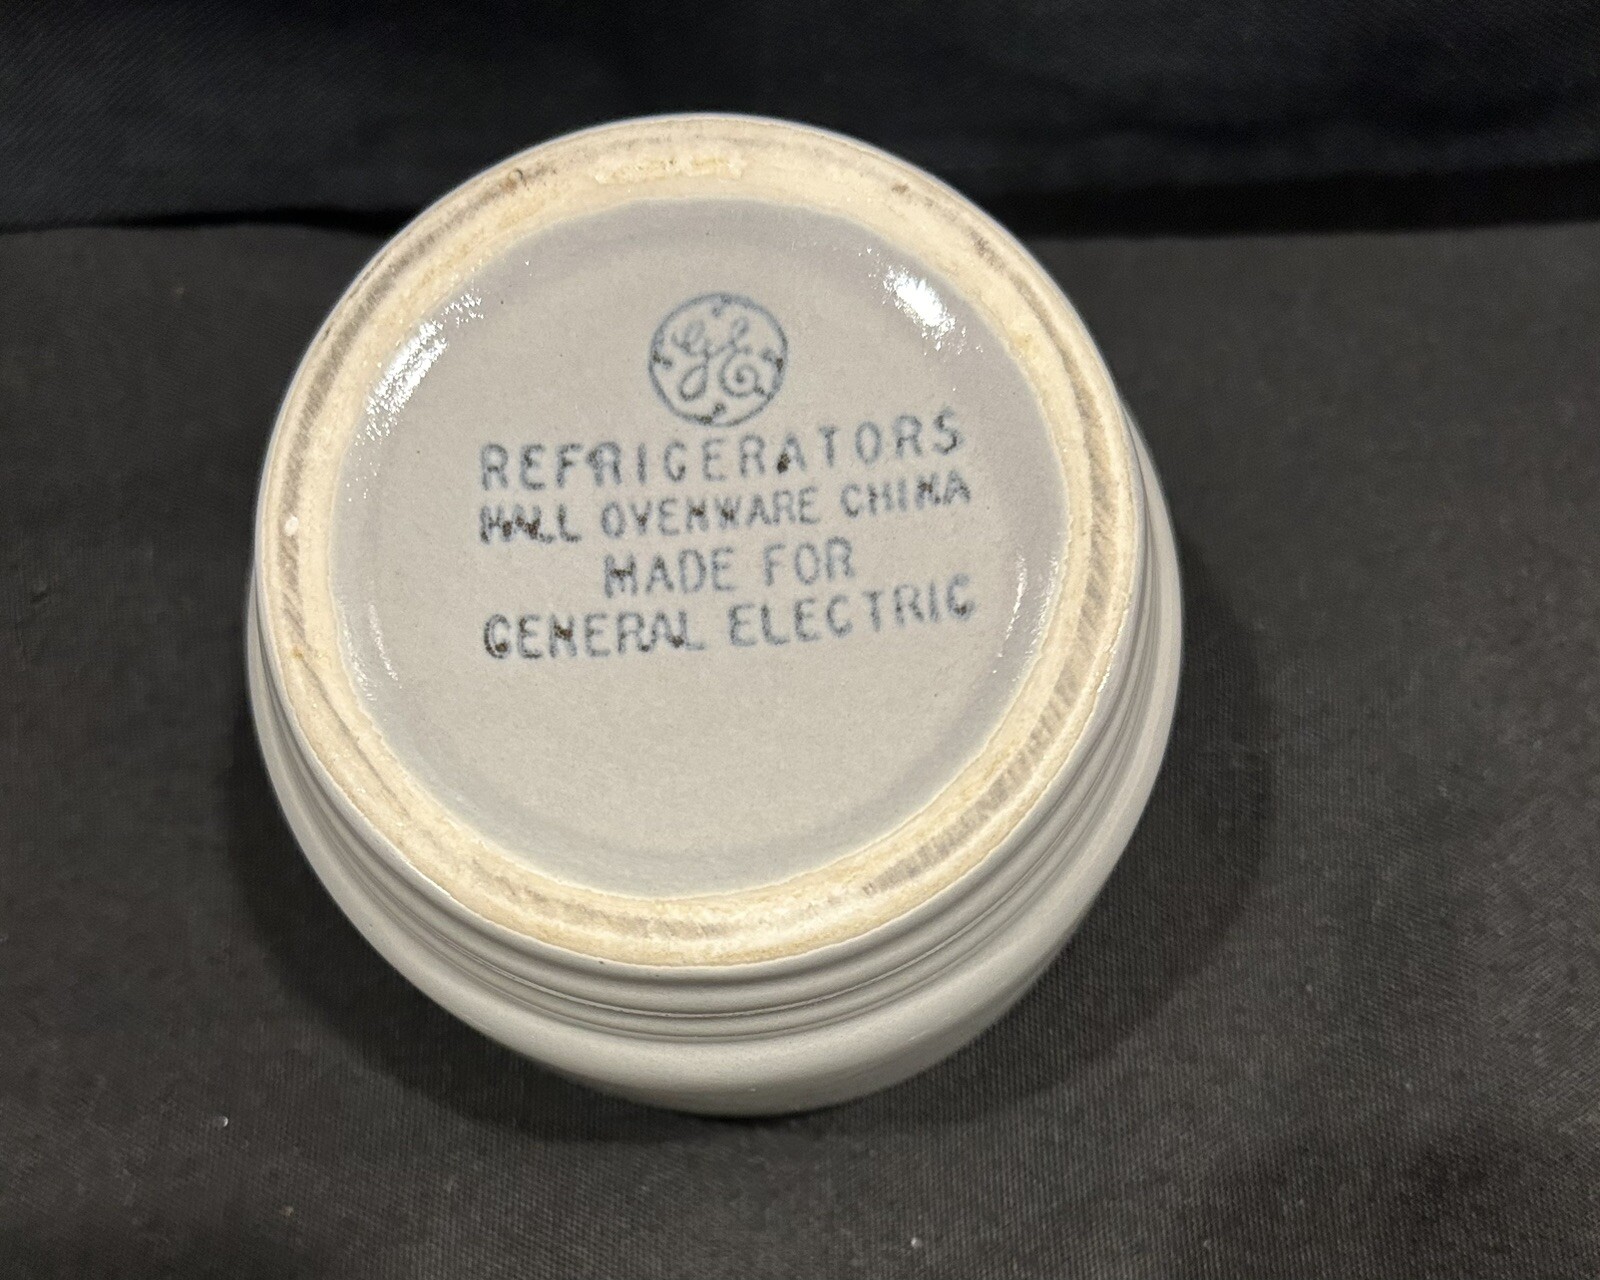 GE
REFRIGERATORS
HALL OVENWARE CHINA
MADE FOR
GENERAL ELECTRIC